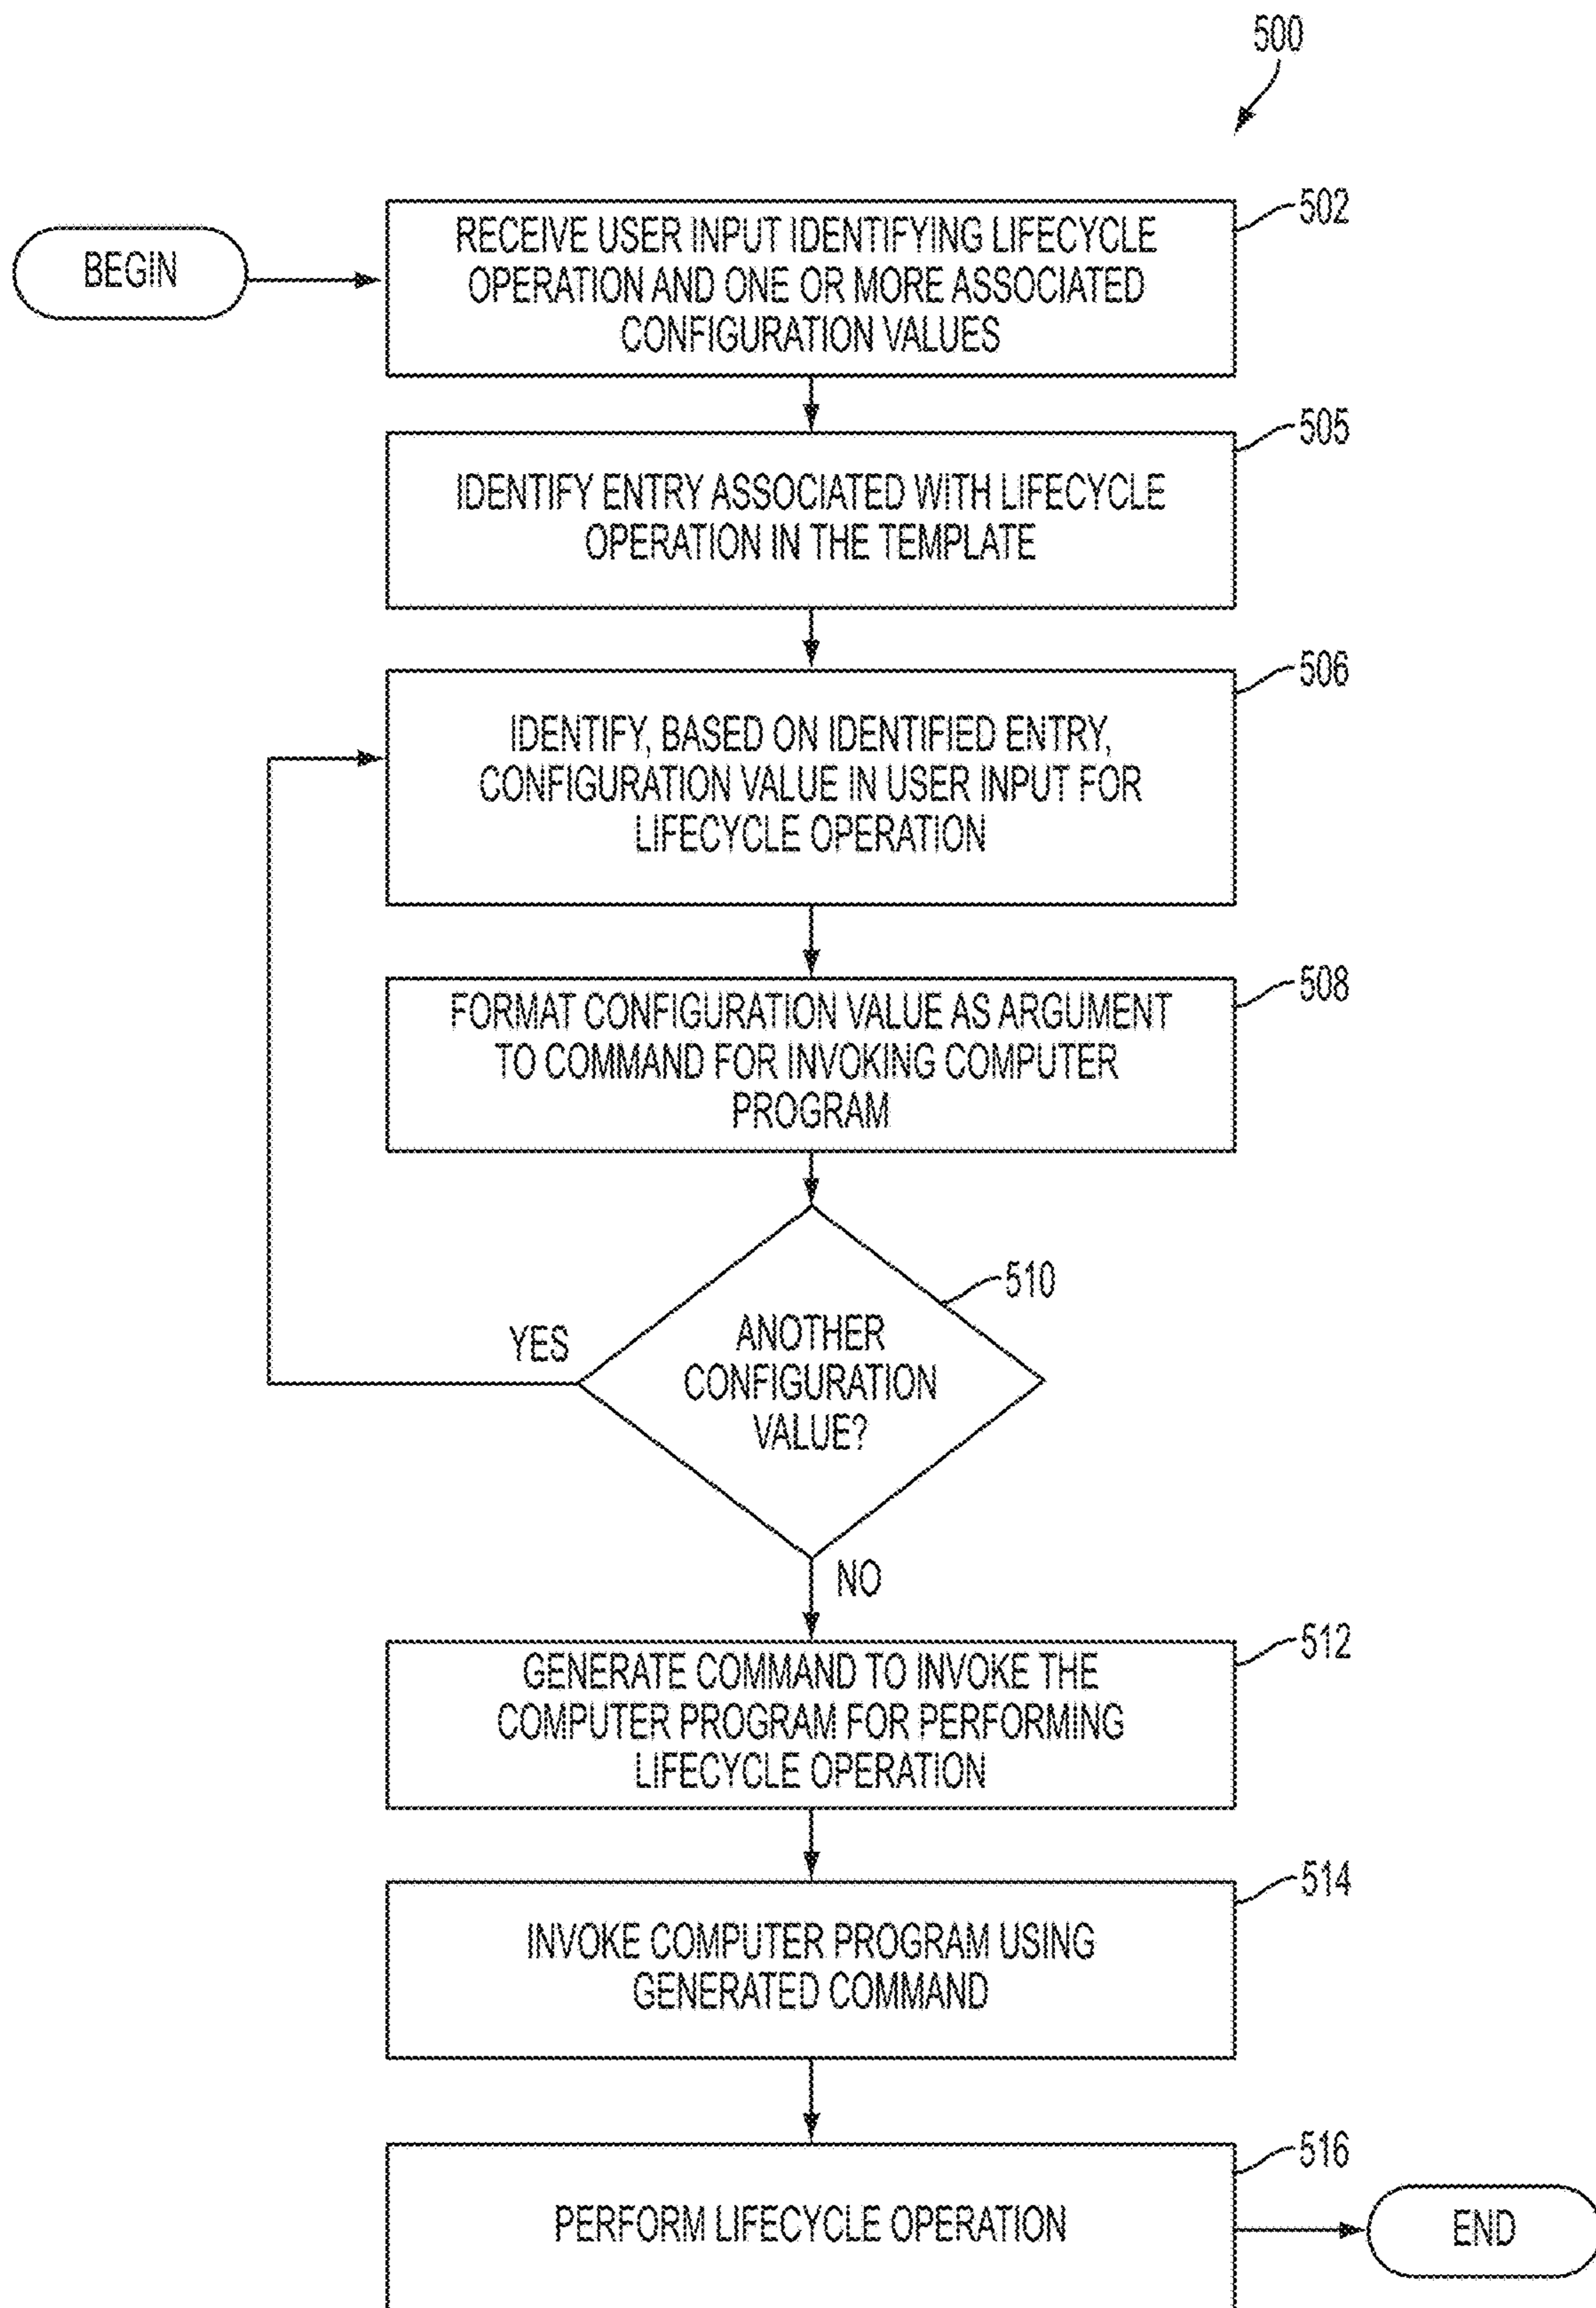 500
502
BEGIN
RECEIVE USER INPUT IDENTIFYING LIFECYCLE
OPERATION AND ONE OR MORE ASSOCIATED
CONFIGURATION VALUES
505
IDENTIFY ENTRY ASSOCIATED WITH LIFECYCLE
OPERATION IN THE TEMPLATE
506
IDENTIFY, BASED ON IDENTIFIED ENTRY,
CONFIGURATION VALUE IN USER INPUT FOR
LIFECYCLE OPERATION
508
FORMAT CONFIGURATION VALUE AS ARGUMENT
TO COMMAND FOR INVOKING COMPUTER
PROGRAM
510
YES
ANOTHER
CONFIGURATION
VALUE?
NO
512
GENERATE COMMAND TO INVOKE THE
COMPUTER PROGRAM FOR PERFORMING
LIFECYCLE OPERATION
514
INVOKE COMPUTER PROGRAM USING
GENERATED COMMAND
516
PERFORM LIFECYCLE OPERATION
END